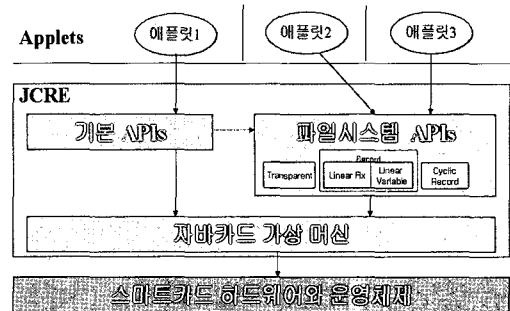 Applets
애플릿1
애플릿2
애플릿3
JCRE
기본 APIs
파일시스템 APIs
Record
Transparent
Linear Fix
Linear Variable
Cyclic Record
자바카드 가상 머신
스마트카드 하드웨어와 운영체제